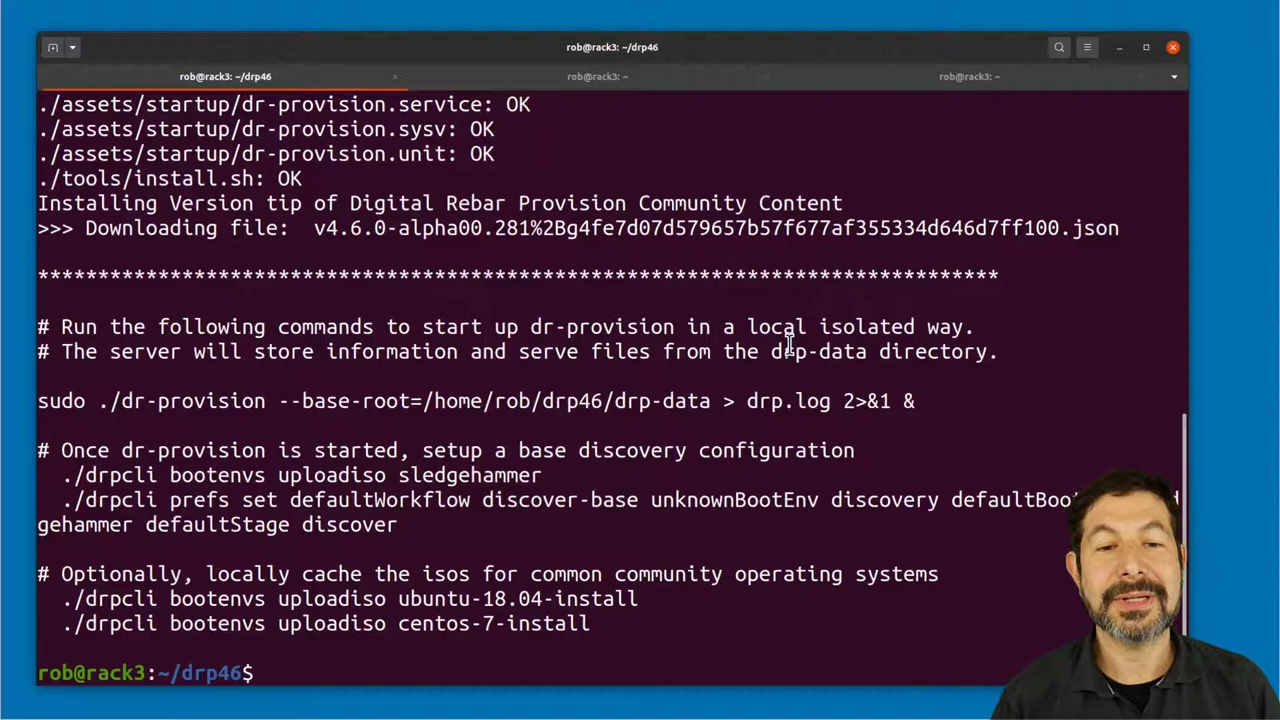 rob@rack3: ~/drp46
rob@rack3: ~/drp46
rob@rack3: ~
rob@rack3: ~
./assets/startup/dr-provision.service: OK
./assets/startup/dr-provision.sysv: OK
./assets/startup/dr-provision.unit: OK
./tools/install.sh: OK
Installing Version tip of Digital Rebar Provision Community Content
>>> Downloading file:  v4.6.0-alpha00.281%2Bg4fe7d07d579657b57f677af355334d646d7ff100.json
********************************************************************************
# Run the following commands to start up dr-provision in a local isolated way.
# The server will store information and serve files from the drp-data directory.
sudo ./dr-provision --base-root=/home/rob/drp46/drp-data > drp.log 2>&1 &
# Once dr-provision is started, setup a base discovery configuration
./drpcli bootenvs uploadiso sledgehammer
./drpcli prefs set defaultWorkflow discover-base unknownBootEnv discovery
gehammer defaultStage discover
# Optionally, locally cache the isos for common community operating systems
./drpcli bootenvs uploadiso ubuntu-18.04-install
./drpcli bootenvs uploadiso centos-7-install
rob@rack3:~/drp46$